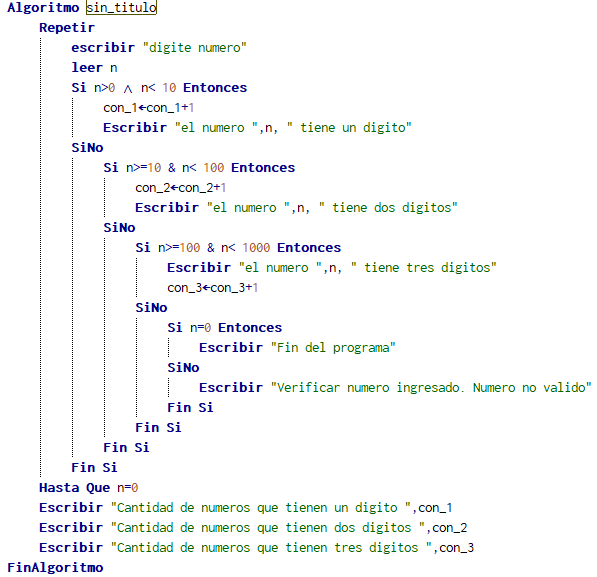 Algoritmo sin_titulo
Repetir
escribir "digite numero"
leer n
Si n>0 ∧ n< 10 Entonces
con_1←con_1+1
Escribir "el numero ",n, " tiene un digito"
SiNo
Si n>=10 & n< 100 Entonces
con_2←con_2+1
Escribir "el numero ",n, " tiene dos digitos"
SiNo
Si n>=100 & n< 1000 Entonces
Escribir "el numero ",n, " tiene tres digitos"
con_3←con_3+1
SiNo
Si n=0 Entonces
Escribir "Fin del programa"
SiNo
Escribir "Verificar numero ingresado. Numero no valido"
Fin Si
Fin Si
Fin Si
Fin Si
Hasta Que n=0
Escribir "Cantidad de numeros que tienen un digito ",con_1
Escribir "Cantidad de numeros que tienen dos digitos ",con_2
Escribir "Cantidad de numeros que tienen tres digitos ",con_3
FinAlgoritmo